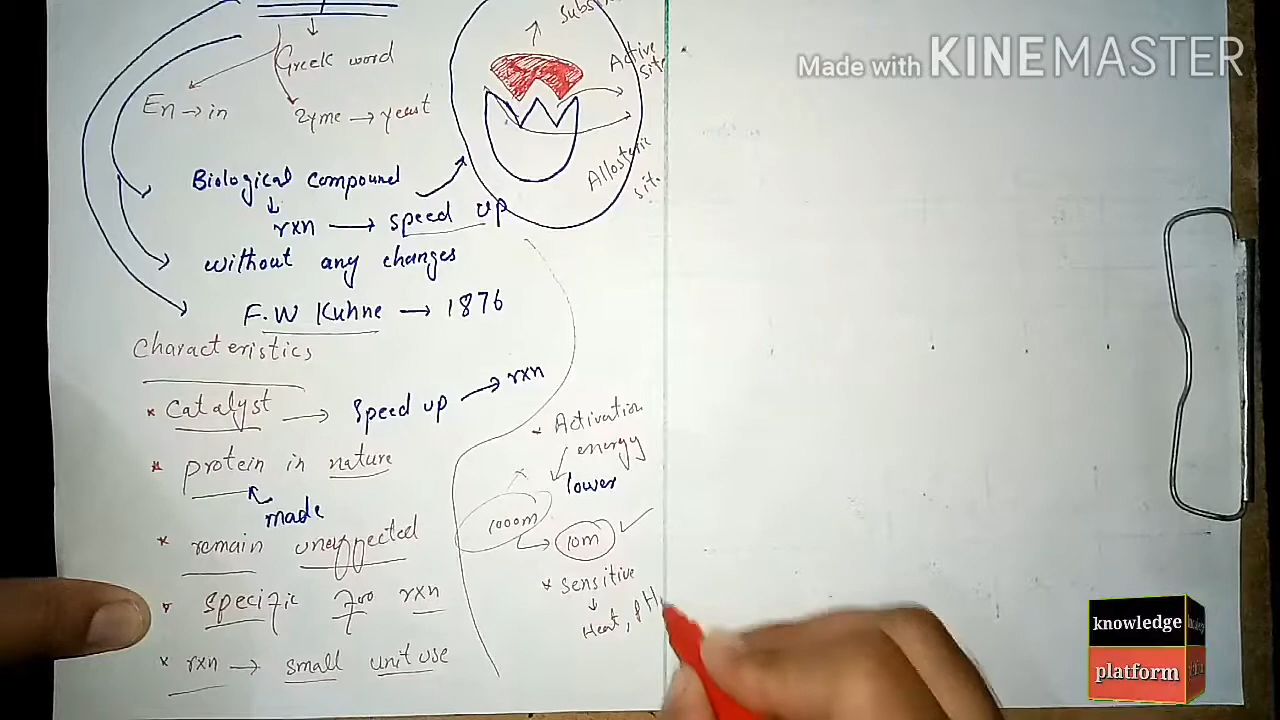 Greek word
En → in
Zyme → yeast
Active
site
Allosteric
site
Biological compound
rxn → speed up
without any changes
F.W Kuhne → 1876
Characteristics
* Catalyst → speed up → rxn
* protein in nature
made
* remain uneffected
* specific for rxn
* rxn → small unit use
* Activation
energy
lower
1000m
10m
* sensitive
Heat, pH
Made with KINEMASTER
knowledge
platform